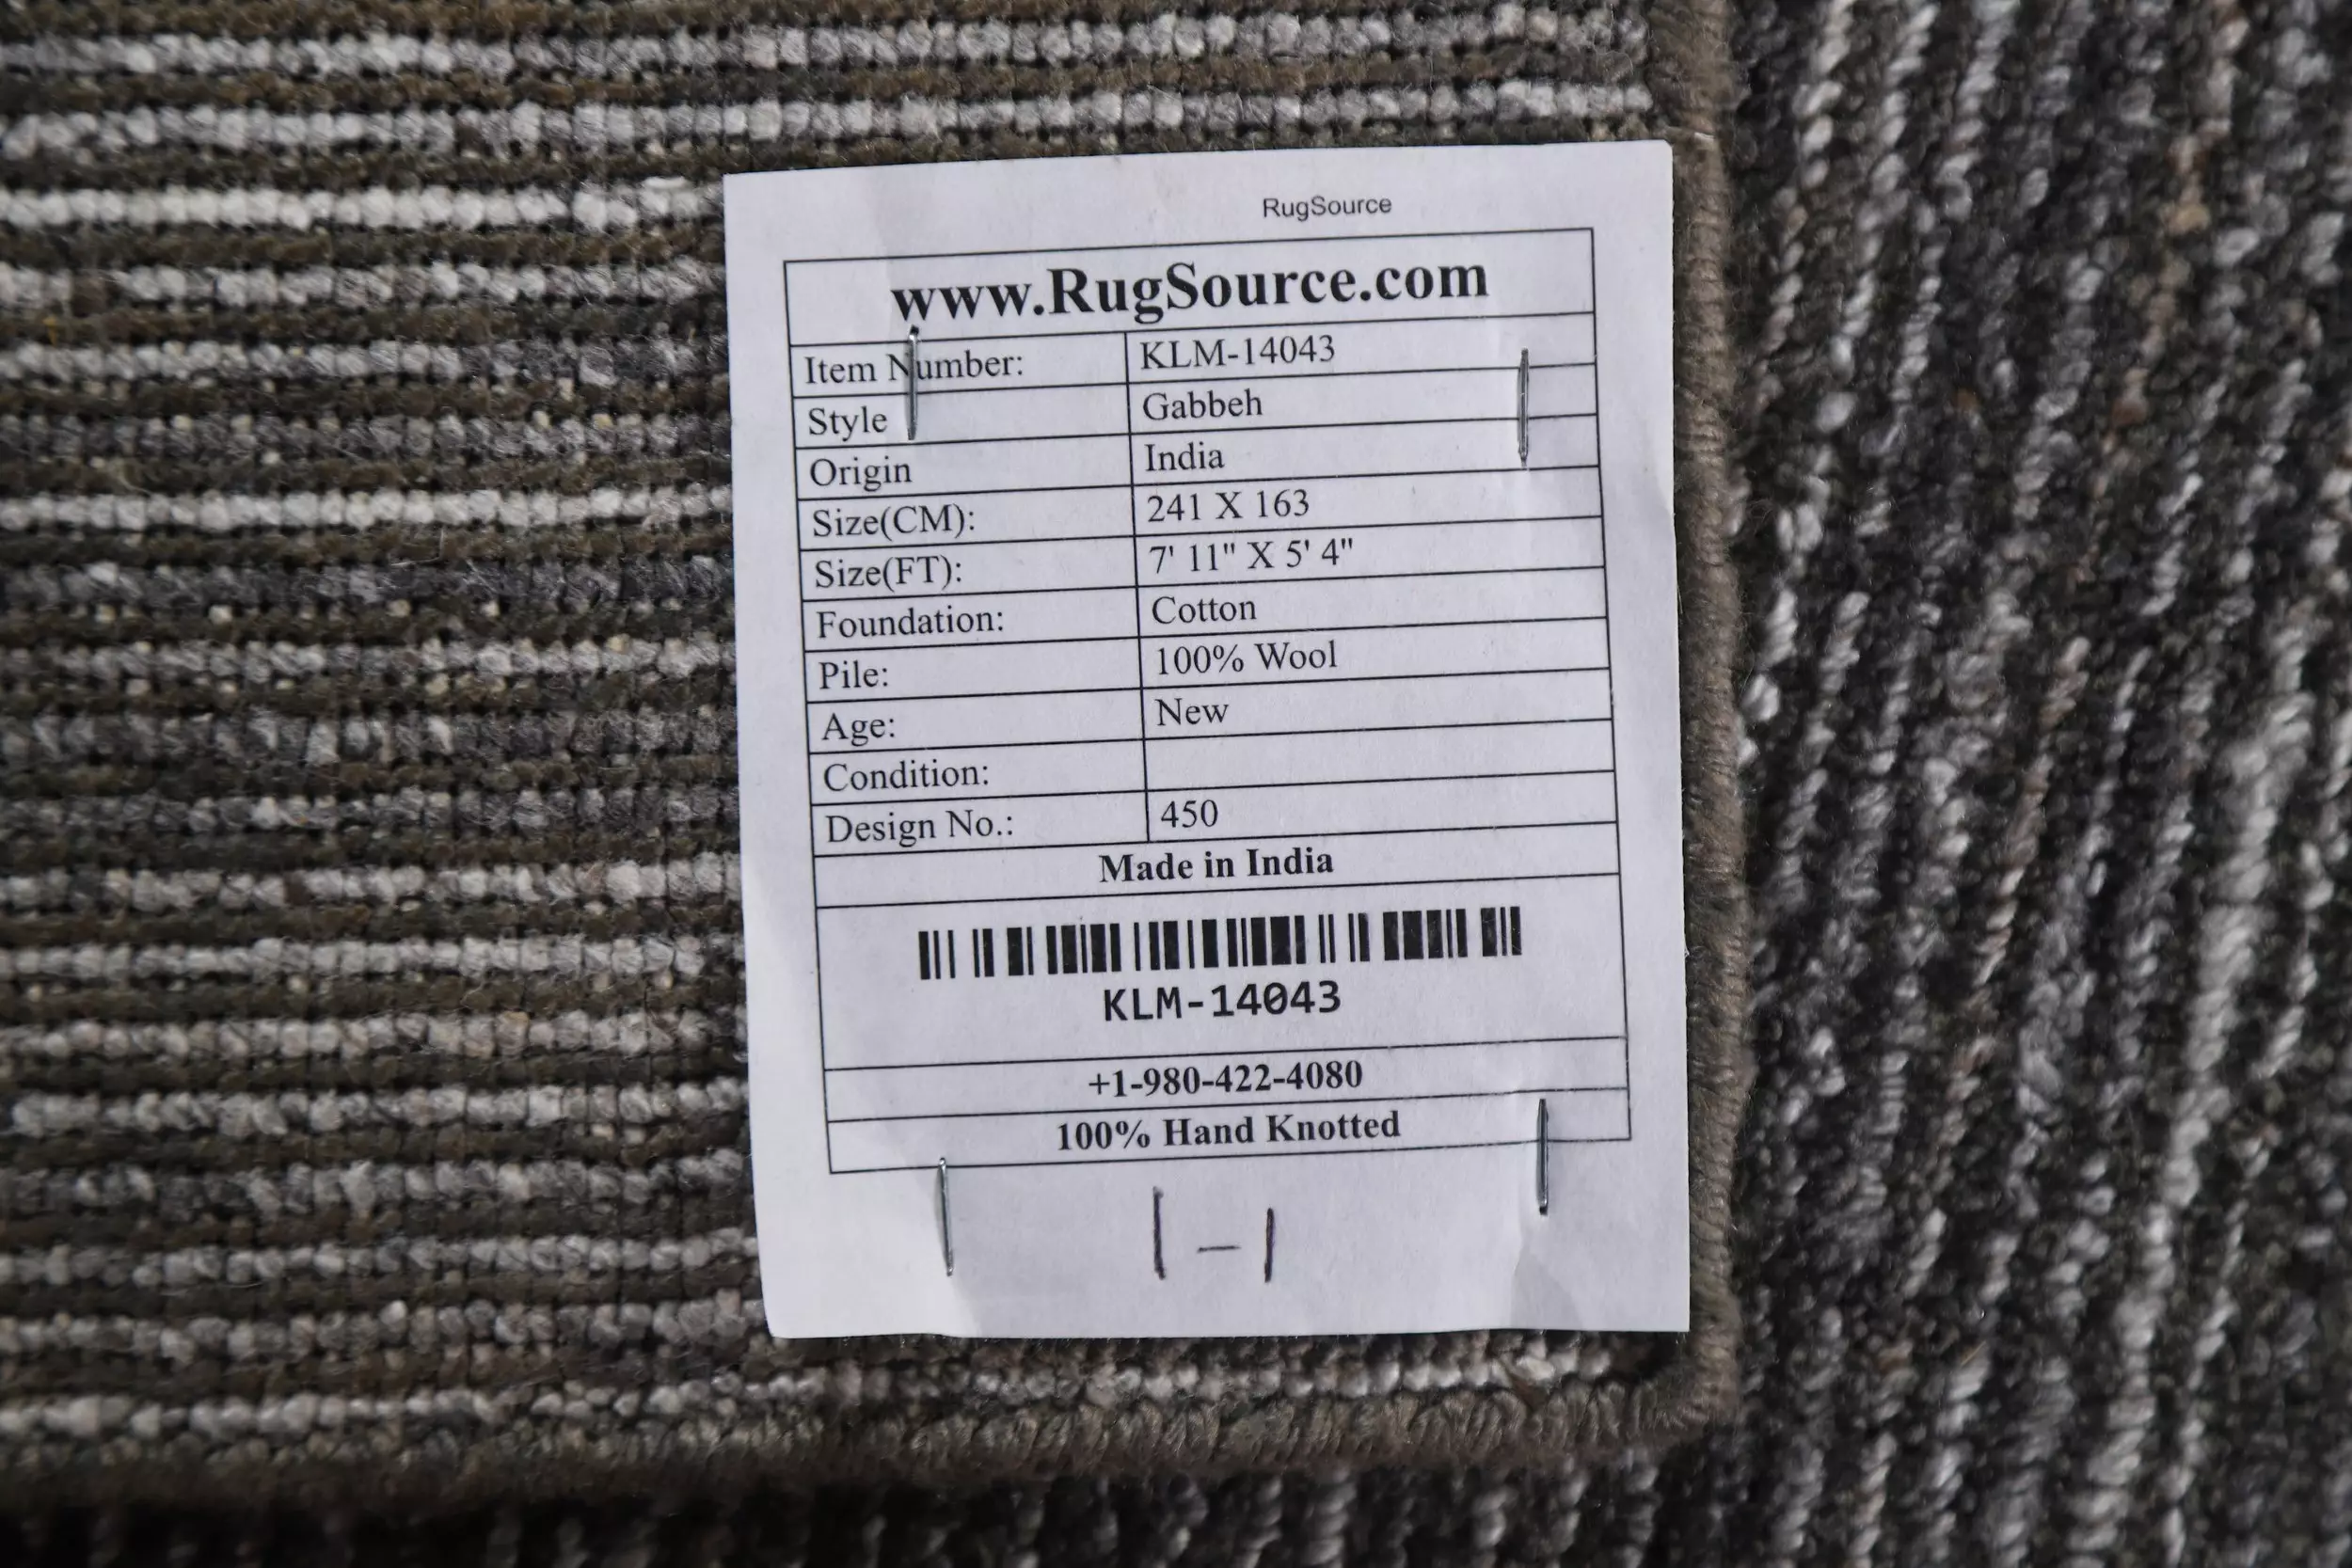 RugSource
www.RugSource.com
Item Number: KLM-14043
Style Gabbeh
Origin India
Size(CM): 241 X 163
Size(FT): 7' 11" X 5' 4"
Foundation: Cotton
Pile: 100% Wool
Age: New
Condition:
Design No.: 450
Made in India
KLM-14043
+1-980-422-4080
100% Hand Knotted
1-1